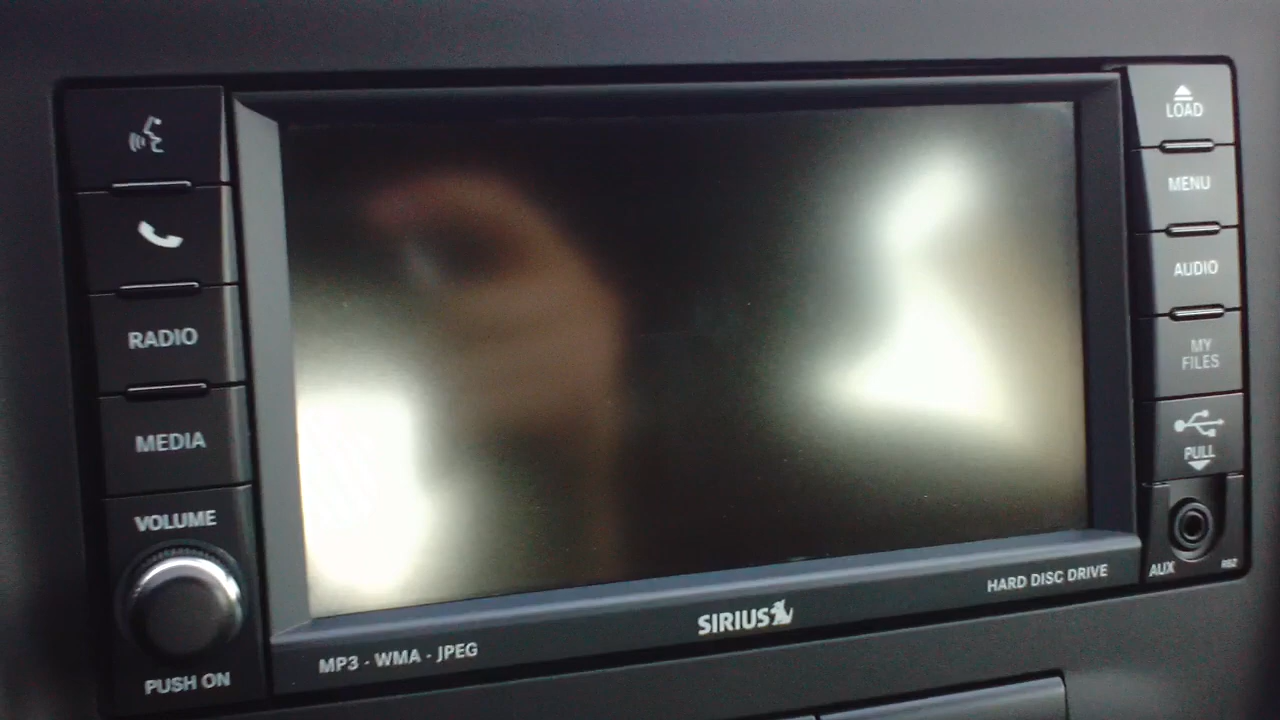 RADIO
MEDIA
VOLUME
PUSH ON
MP3 - WMA - JPEG
SIRIUS
HARD DISC DRIVE
LOAD
MENU
AUDIO
MY
FILES
PULL
AUX
RBZ